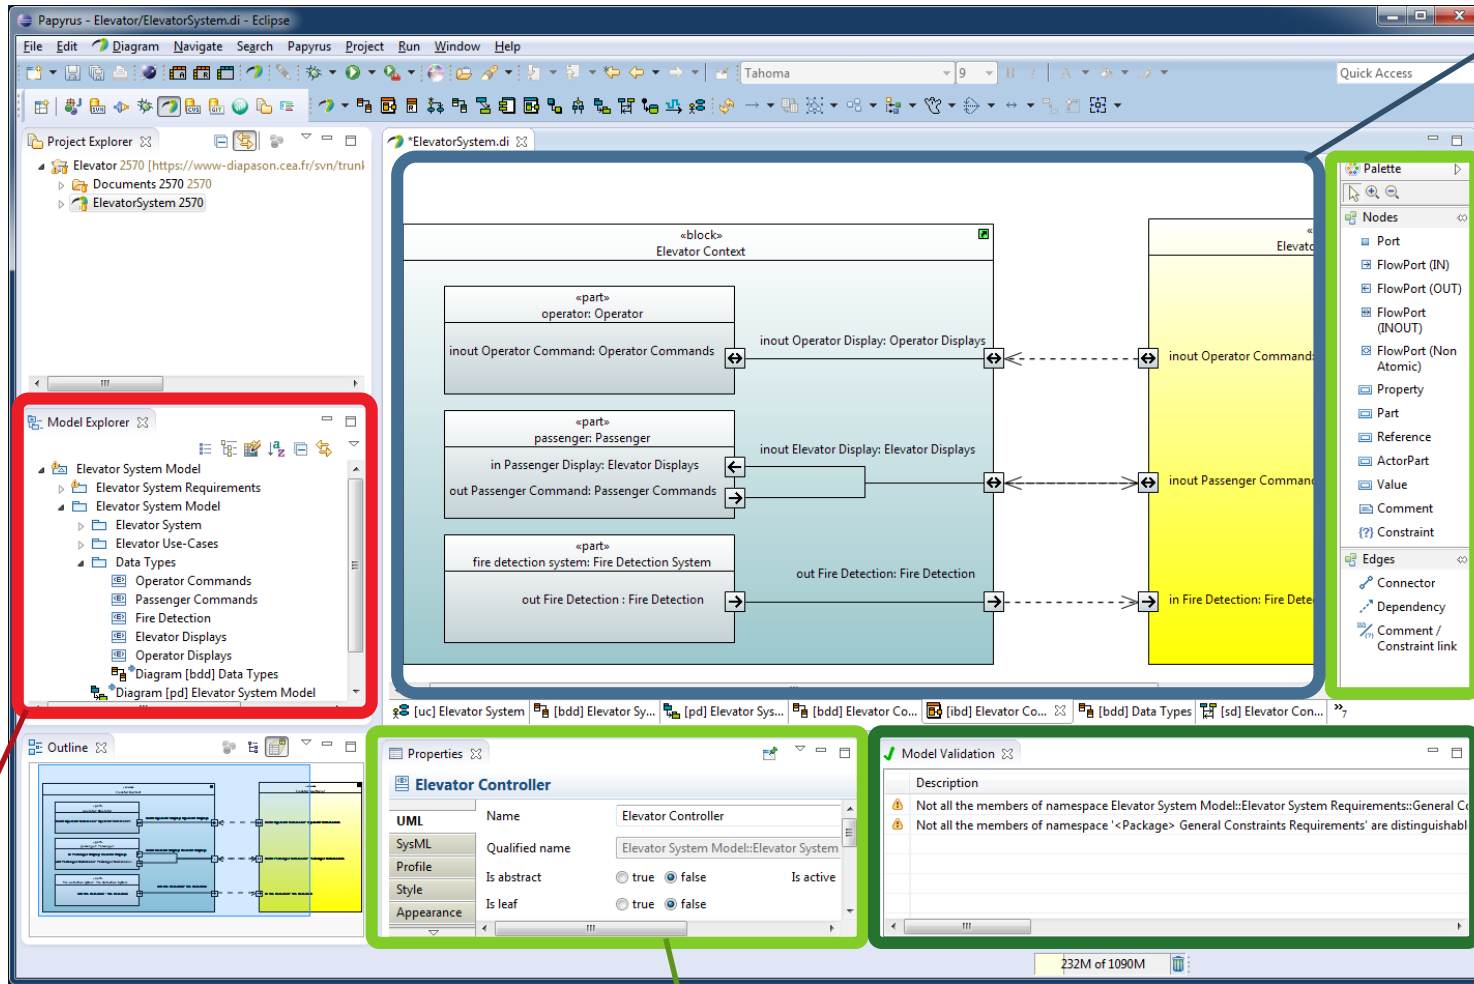 Papyrus - Elevator/ElevatorSystem.di - Eclipse
File Edit Diagram Navigate Search Papyrus Project Run Window Help
Tahoma 9 Quick Access
Project Explorer
Elevator 2570 [https://www-diapason.cea.fr/svn/trunk
Documents 2570 2570
ElevatorSystem 2570
Model Explorer
Elevator System Model
Elevator System Requirements
Elevator System Model
Elevator System
Elevator Use-Cases
Data Types
Operator Commands
Passenger Commands
Fire Detection
Elevator Displays
Operator Displays
Diagram [bdd] Data Types
Diagram [pd] Elevator System Model
Outline
*ElevatorSystem.di
«block»
Elevator Context
«part»
operator: Operator
inout Operator Command: Operator Commands
inout Operator Display: Operator Displays
«part»
passenger: Passenger
in Passenger Display: Elevator Displays
out Passenger Command: Passenger Commands
inout Elevator Display: Elevator Displays
«part»
fire detection system: Fire Detection System
out Fire Detection : Fire Detection
out Fire Detection: Fire Detection
«
Elevato
inout Operator Command:
inout Passenger Comman
in Fire Detection: Fire Dete
Palette
Nodes
Port
FlowPort (IN)
FlowPort (OUT)
FlowPort
(INOUT)
FlowPort (Non
Atomic)
Property
Part
Reference
ActorPart
Value
Comment
{?} Constraint
Edges
Connector
Dependency
Comment /
Constraint link
[uc] Elevator System [bdd] Elevator Sy... [pd] Elevator Sys... [bdd] Elevator Co... [ibd] Elevator Co... [bdd] Data Types [sd] Elevator Con... »7
Properties
Elevator Controller
UML
SysML
Profile
Style
Appearance
Name Elevator Controller
Qualified name Elevator System Model::Elevator System
Is abstract true false Is active
Is leaf true false
Model Validation
Description
Not all the members of namespace Elevator System Model::Elevator System Requirements::General Co
Not all the members of namespace '<Package> General Constraints Requirements' are distinguishabl
232M of 1090M